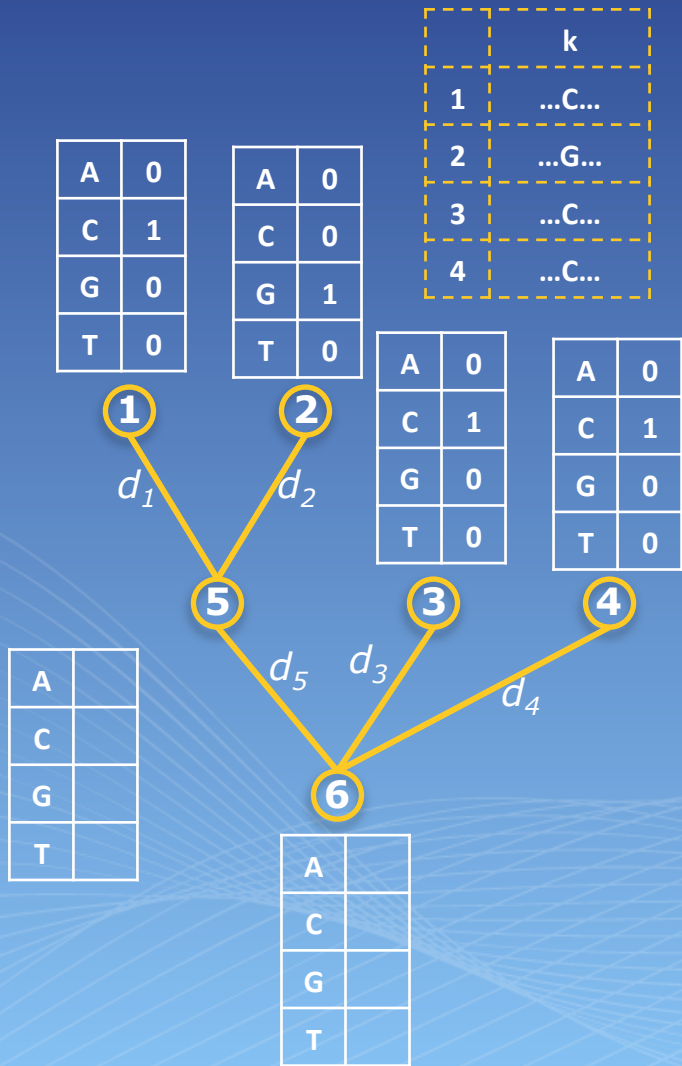 k
1 ...C...
2 ...G...
3 ...C...
4 ...C...
A 0
C 1
G 0
T 0
A 0
C 0
G 1
T 0
A 0
C 1
G 0
T 0
A 0
C 1
G 0
T 0
1
2
d1
d2
5
3
4
d5
d3
d4
6
A
C
G
T
A
C
G
T